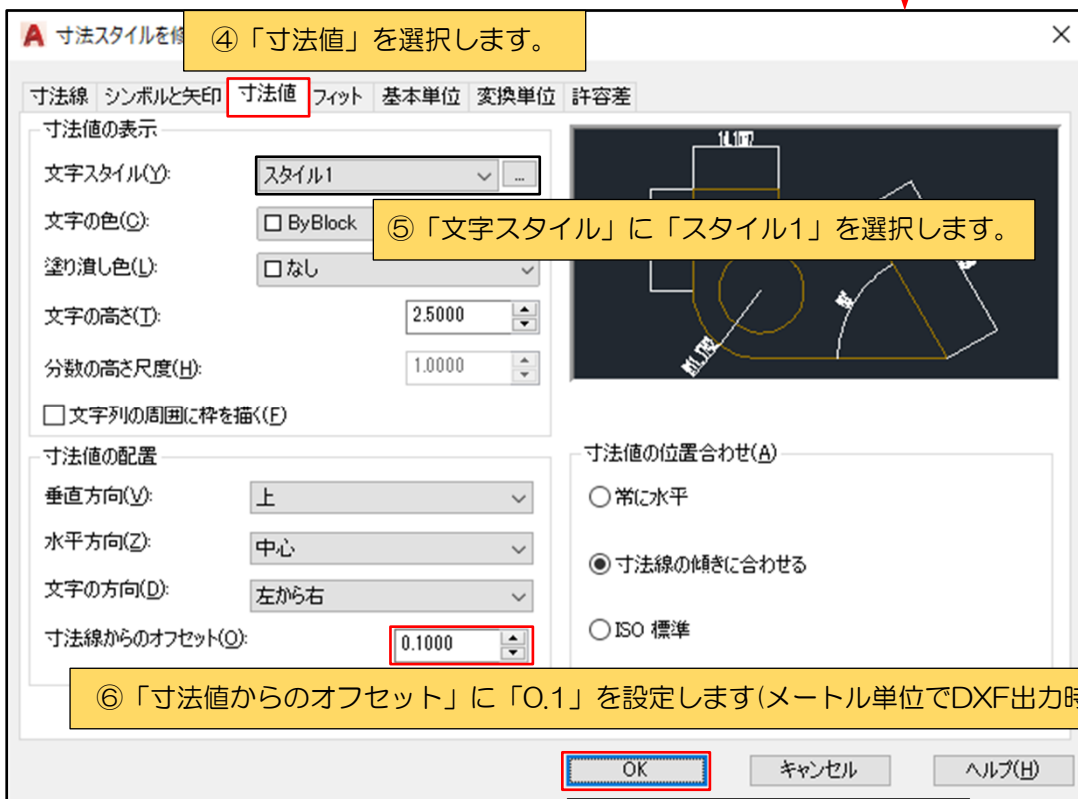 寸法スタイルを修
④「寸法値」を選択します。
寸法線 シンボルと矢印 寸法値 フィット 基本単位 変換単位 許容差
寸法値の表示
文字スタイル(Y):
スタイル1
...
文字の色(C):
ByBlock
⑤「文字スタイル」に「スタイル1」を選択します。
塗り潰し色(L):
なし
文字の高さ(T):
2.5000
分数の高さ尺度(H):
1.0000
文字列の周囲に枠を描く(F)
寸法値の配置
垂直方向(V):
上
水平方向(Z):
中心
文字の方向(D):
左から右
寸法線からのオフセット(O):
0.1000
寸法値の位置合わせ(A)
常に水平
寸法線の傾きに合わせる
ISO 標準
⑥「寸法値からのオフセット」に「0.1」を設定します(メートル単位でDXF出力時
OK
キャンセル
ヘルプ(H)